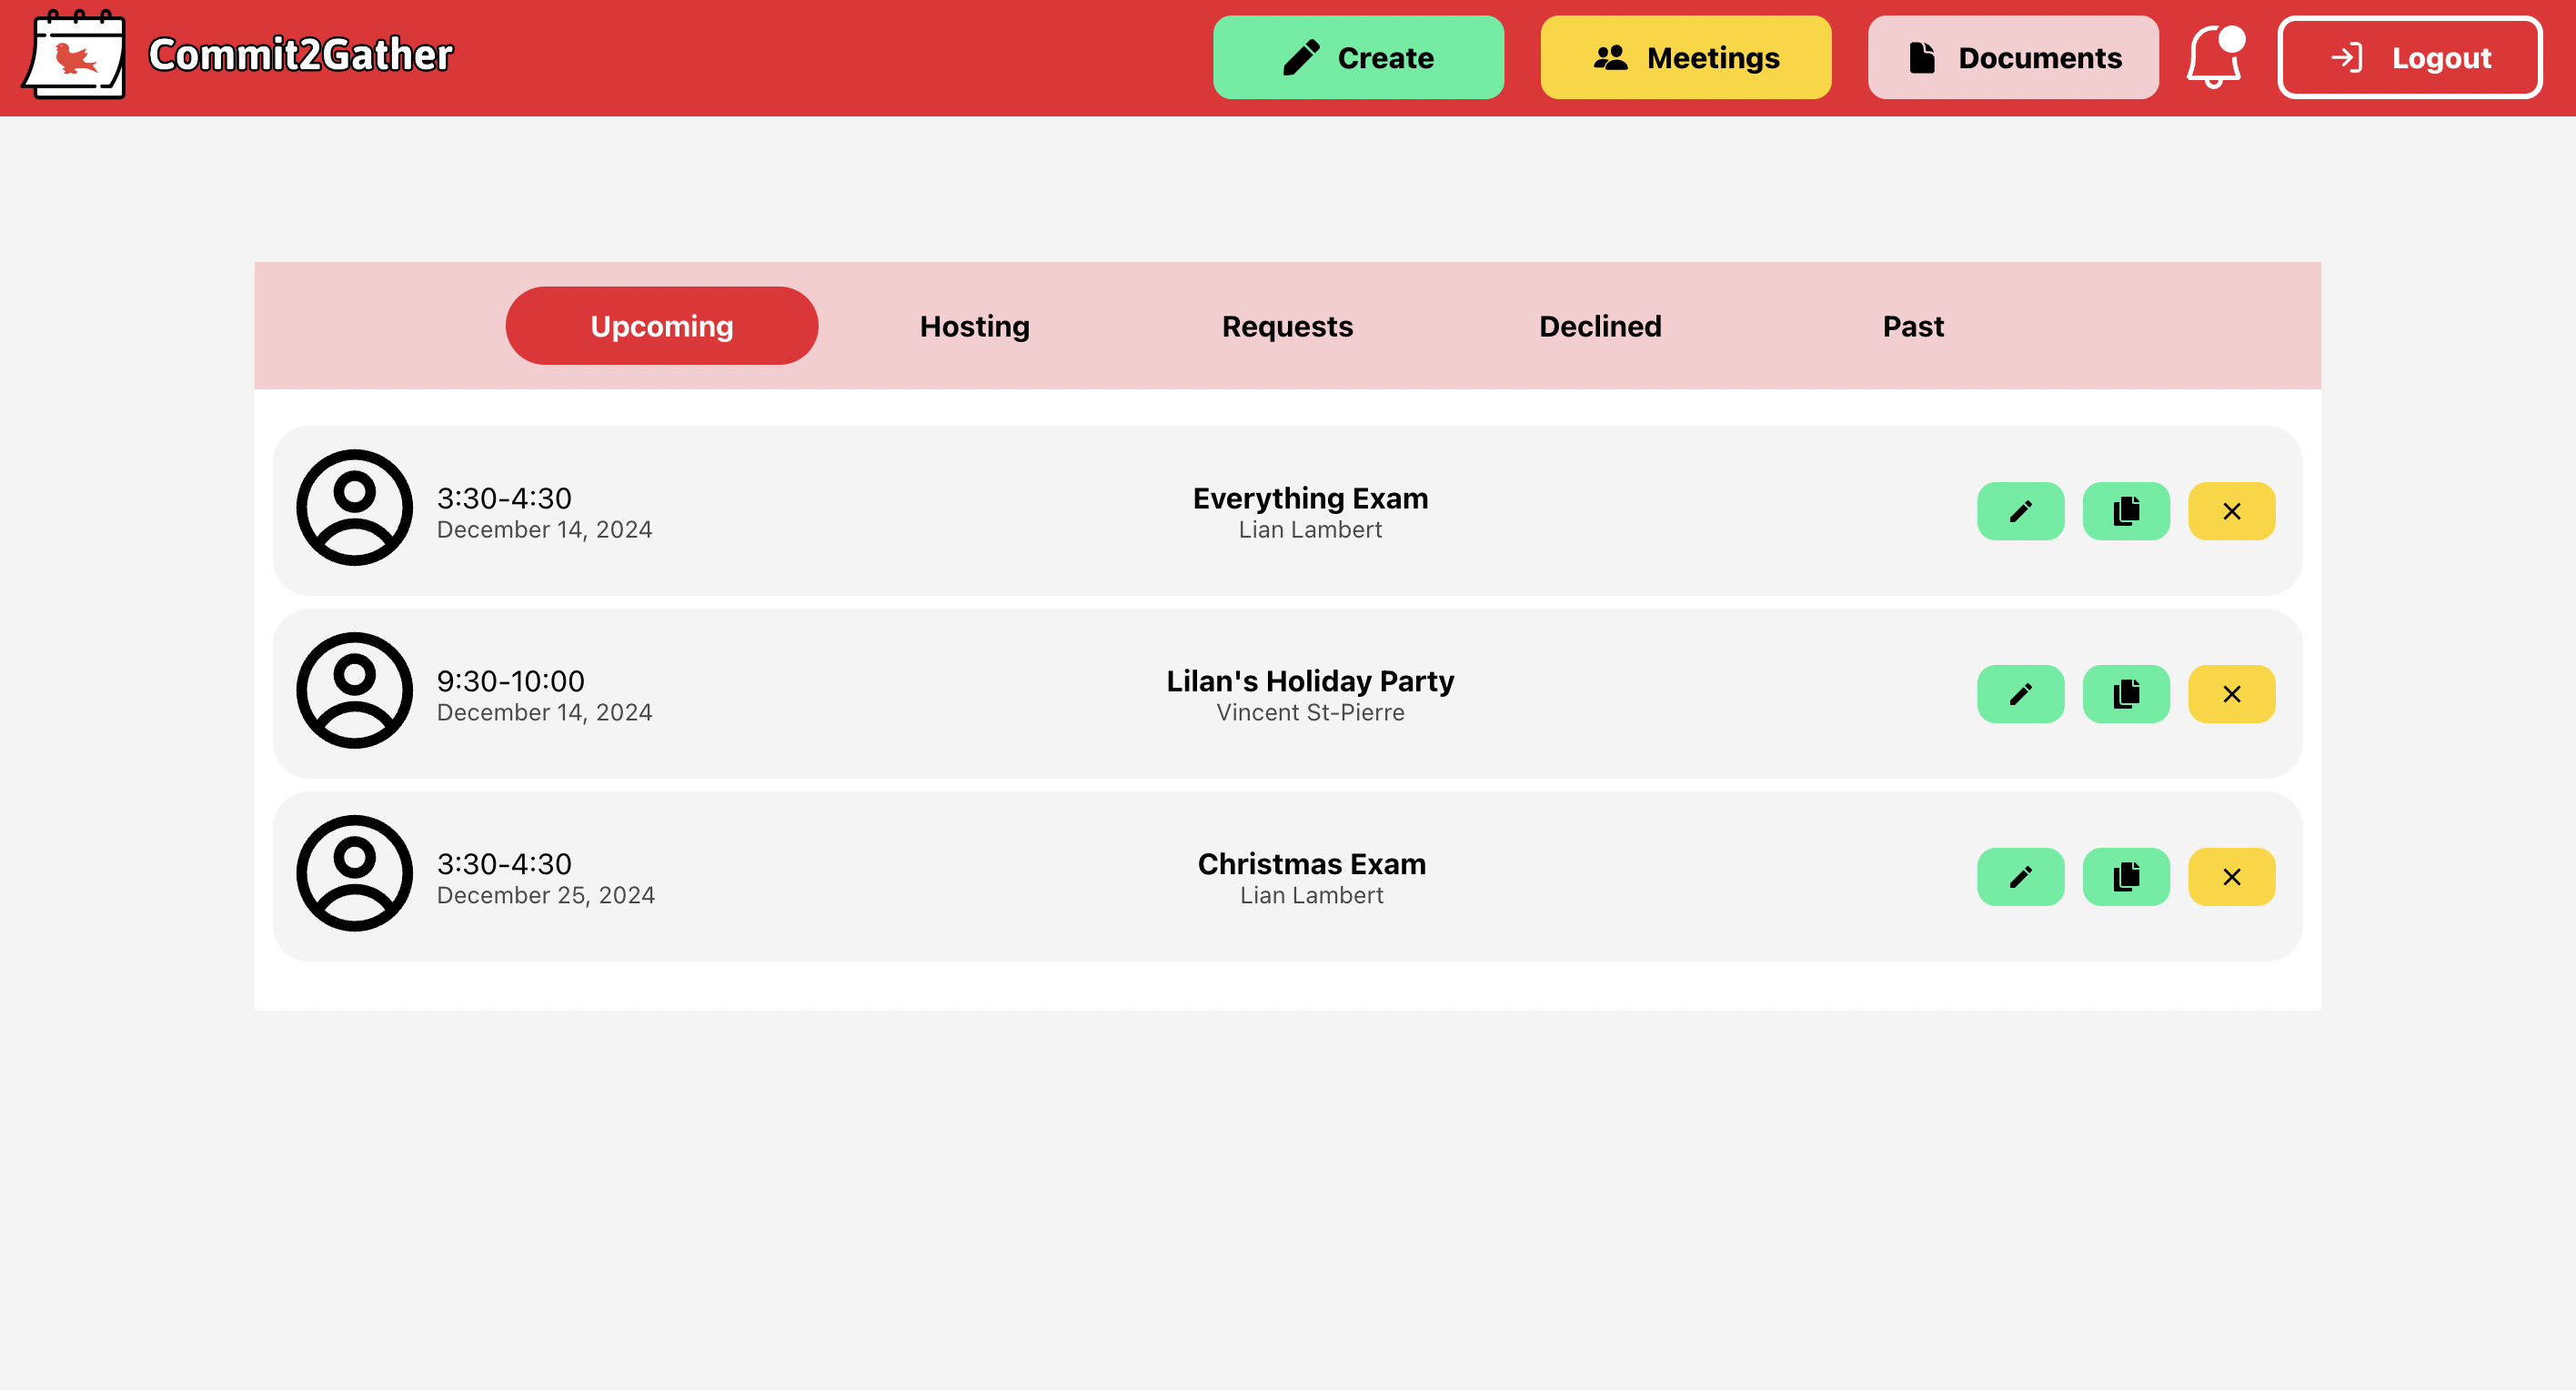 Commit2Gather
Create
Meetings
Documents
Logout
Upcoming
Hosting
Requests
Declined
Past
3:30-4:30
December 14, 2024
Everything Exam
Lian Lambert
9:30-10:00
December 14, 2024
Lilan's Holiday Party
Vincent St-Pierre
3:30-4:30
December 25, 2024
Christmas Exam
Lian Lambert